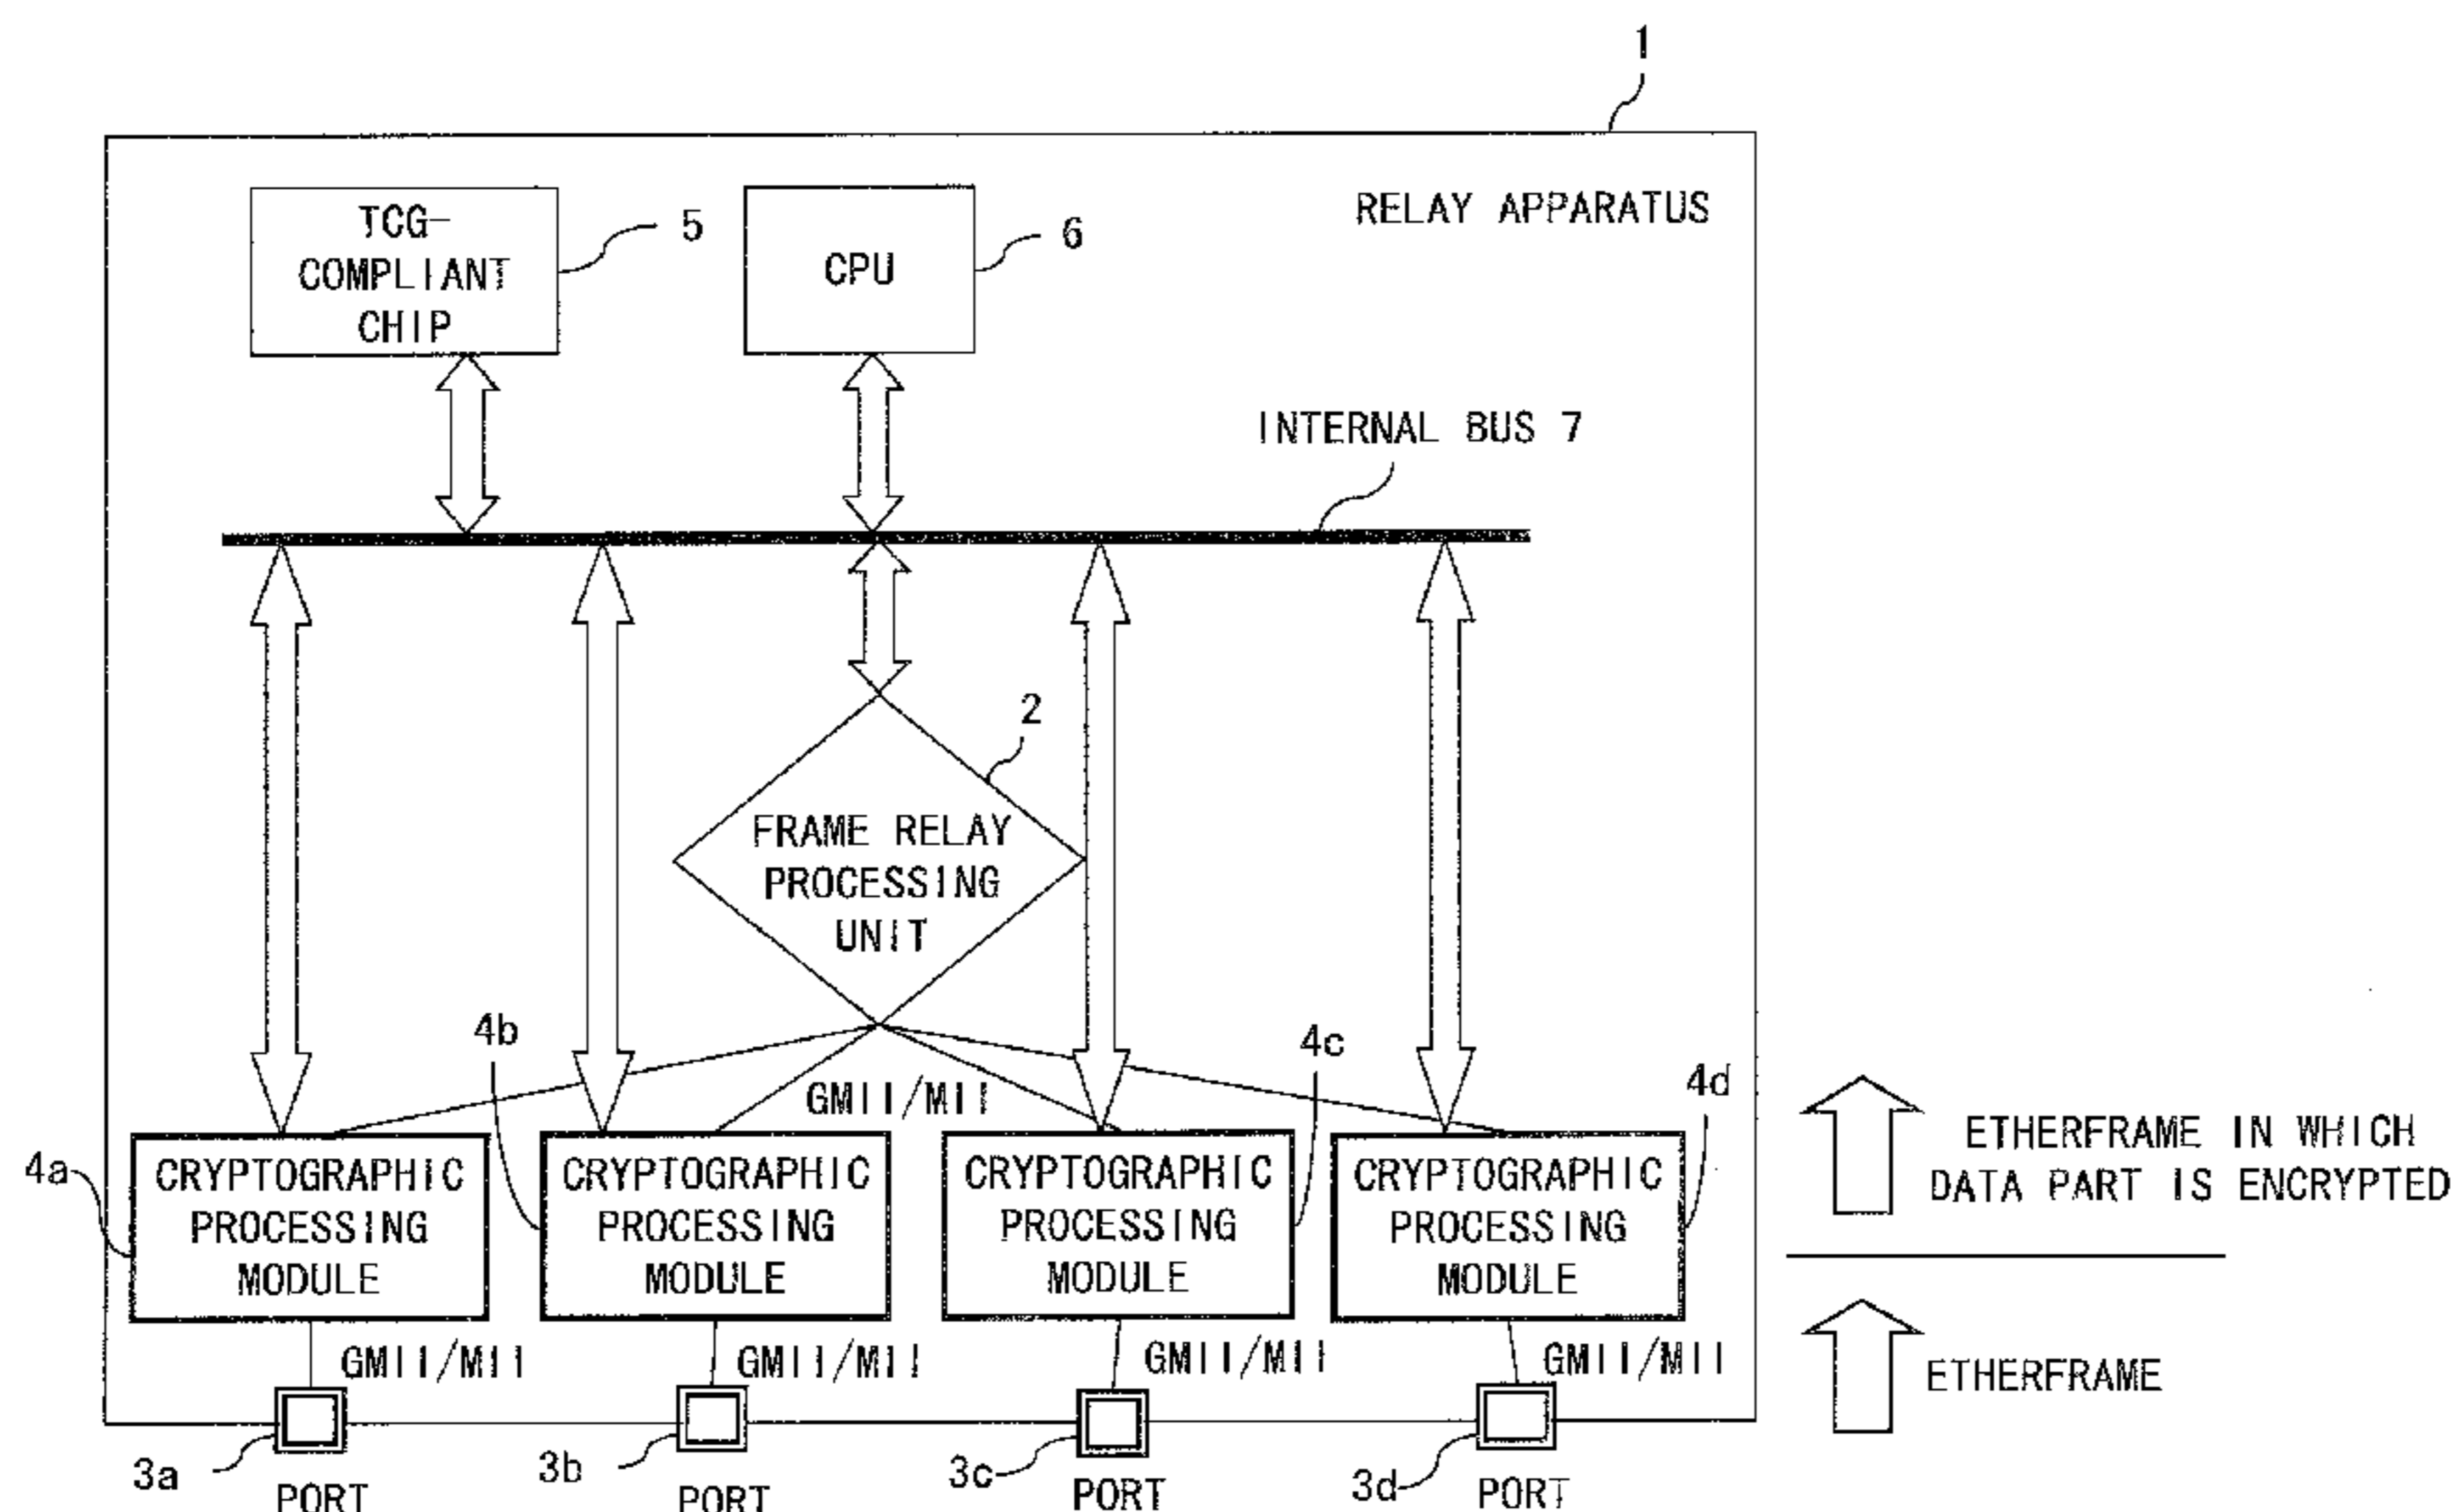 1
RELAY APPARATUS
TCG-
COMPLIANT
CHIP
5
CPU
6
INTERNAL BUS 7
2
FRAME RELAY
PROCESSING
UNIT
4b
4c
4d
GMII/MII
4a
CRYPTOGRAPHIC
PROCESSING
MODULE
CRYPTOGRAPHIC
PROCESSING
MODULE
CRYPTOGRAPHIC
PROCESSING
MODULE
CRYPTOGRAPHIC
PROCESSING
MODULE
ETHERFRAME IN WHICH
DATA PART IS ENCRYPTED
GMII/MII
GMII/MII
GMII/MII
GMII/MII
ETHERFRAME
3a
PORT
3b
PORT
3c
PORT
3d
PORT